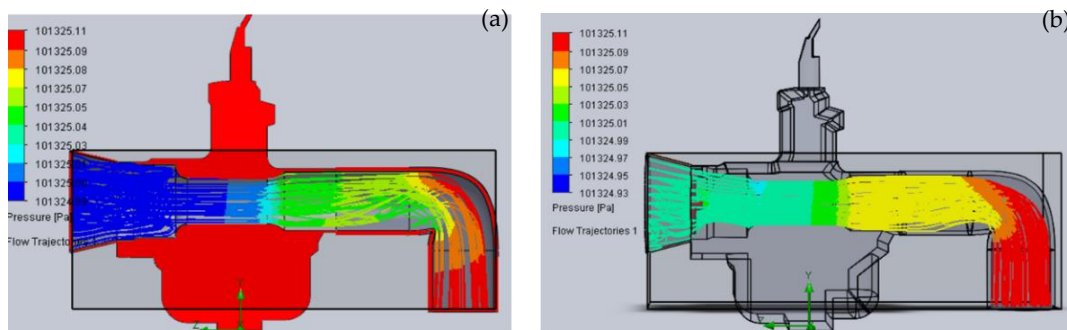 (a)
101325.11
101325.09
101325.08
101325.07
101325.05
101325.04
101325.03
Pressure [Pa]
Flow Trajectories
Y
Z
(b)
101325.11
101325.09
101325.07
101325.05
101325.03
101325.01
101324.99
101324.97
101324.95
101324.93
Pressure [Pa]
Flow Trajectories 1
Y
Z